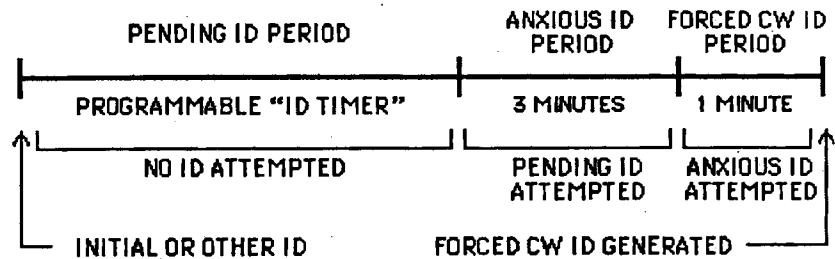 PENDING ID PERIOD
ANXIOUS ID PERIOD
FORCED CW ID PERIOD
PROGRAMMABLE “ID TIMER”
3 MINUTES
1 MINUTE
NO ID ATTEMPTED
PENDING ID ATTEMPTED
ANXIOUS ID ATTEMPTED
INITIAL OR OTHER ID
FORCED CW ID GENERATED